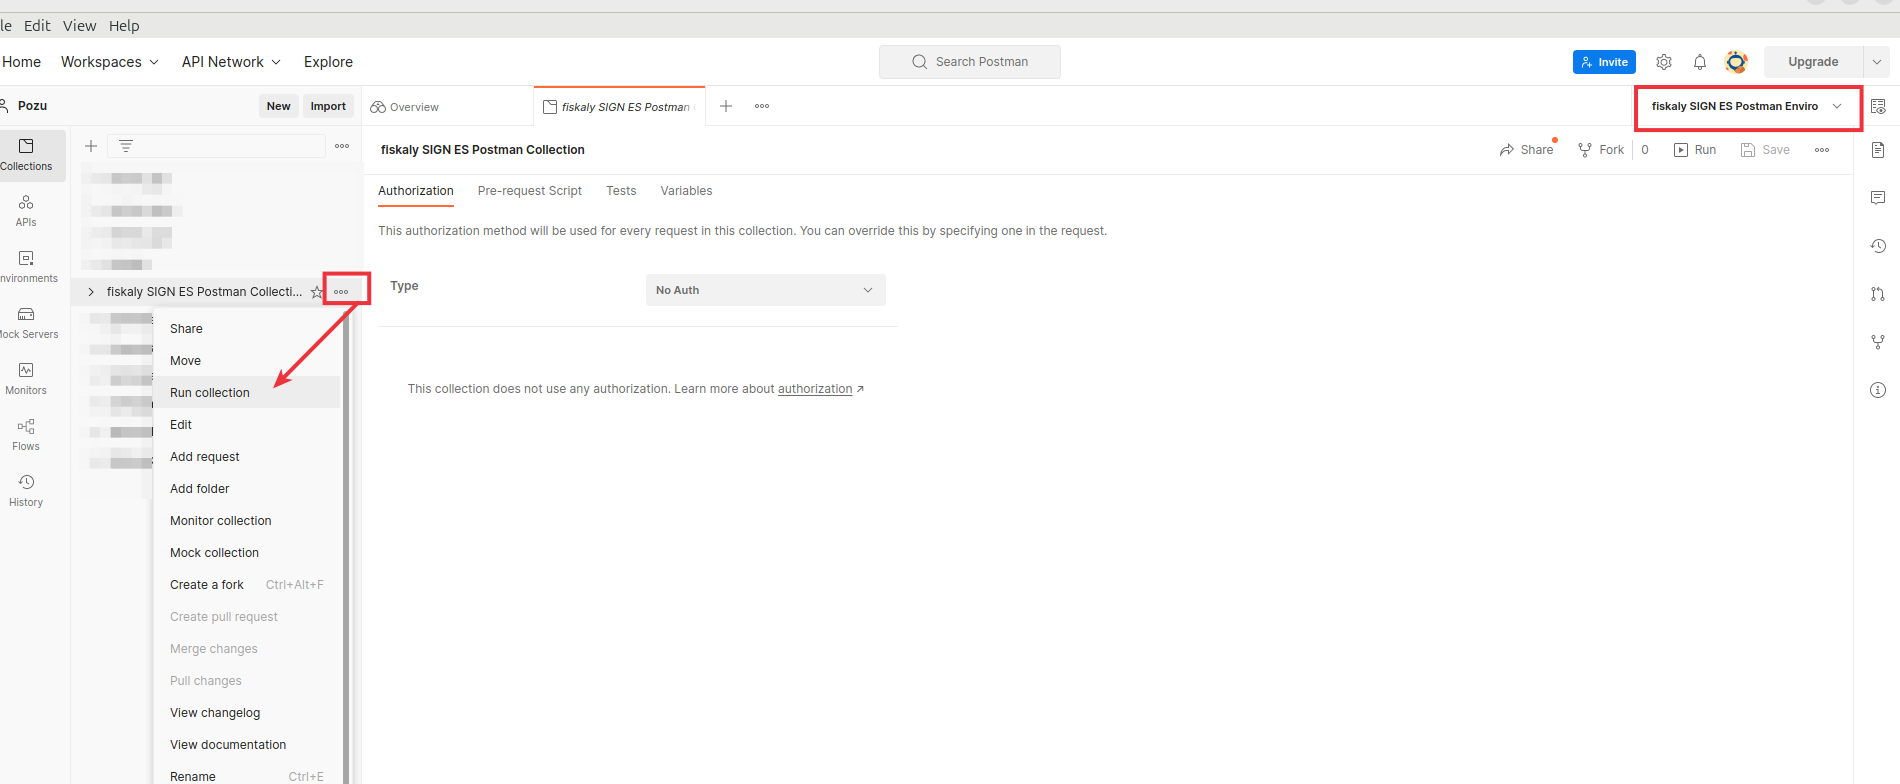 le Edit View Help
Home Workspaces API Network Explore
Search Postman
Invite
Upgrade
Pozu
New Import
Overview
fiskaly SIGN ES Postman
fiskaly SIGN ES Postman Enviro
Collections
APIs
nvironments
Mock Servers
Monitors
Flows
History
fiskaly SIGN ES Postman Collecti...
Share
Move
Run collection
Edit
Add request
Add folder
Monitor collection
Mock collection
Create a fork Ctrl+Alt+F
Create pull request
Merge changes
Pull changes
View changelog
View documentation
Rename Ctrl+E
fiskaly SIGN ES Postman Collection
Share Fork 0 Run Save
Authorization Pre-request Script Tests Variables
This authorization method will be used for every request in this collection. You can override this by specifying one in the request.
Type No Auth
This collection does not use any authorization. Learn more about authorization ↗